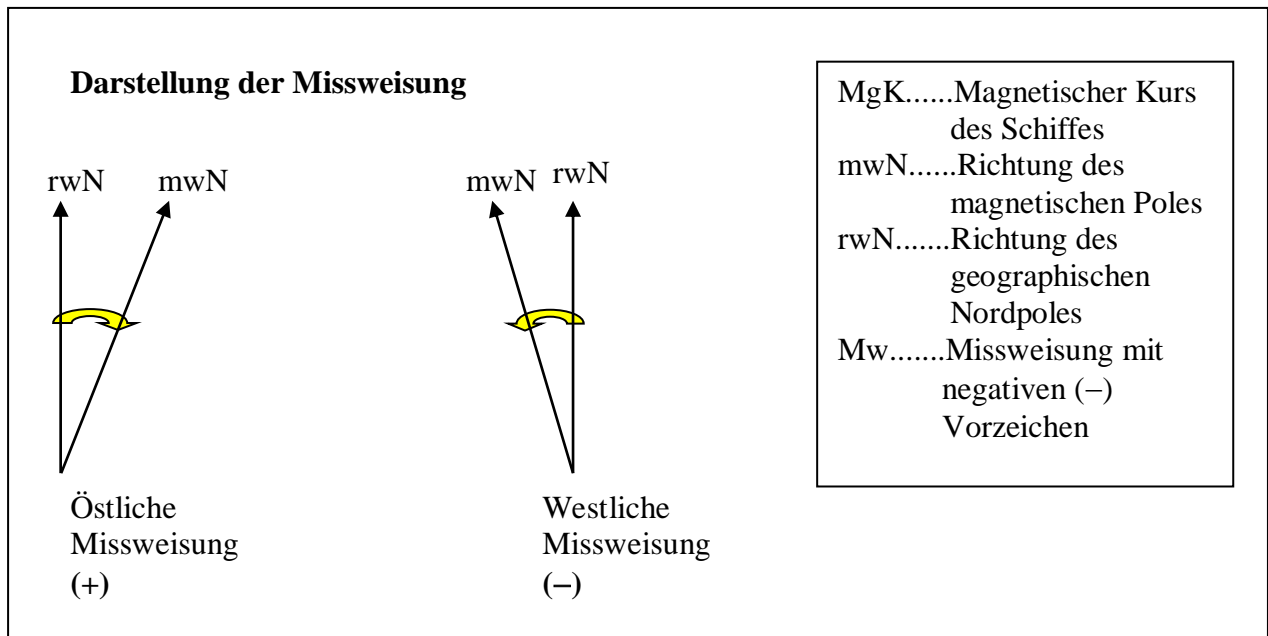 Darstellung der Missweisung
rwN mwN
mwN rwN
Östliche
Missweisung
(+)
Westliche
Missweisung
(–)
MgK......Magnetischer Kurs
des Schiffes
mwN......Richtung des
magnetischen Poles
rwN.......Richtung des
geographischen
Nordpoles
Mw.......Missweisung mit
negativen (–)
Vorzeichen